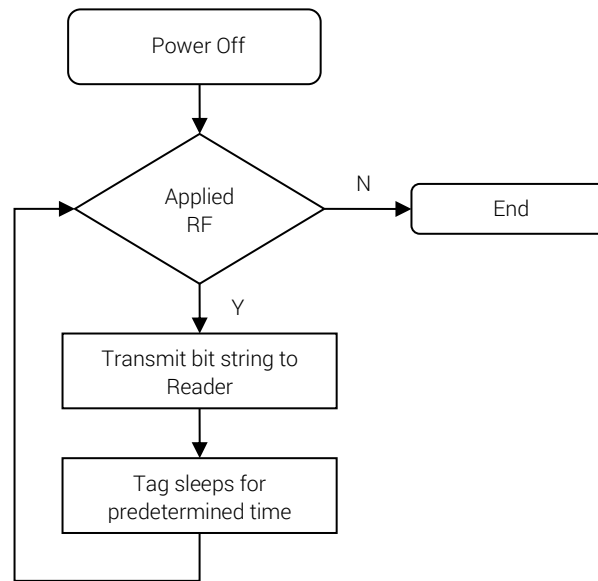 Power Off
Applied
RF
N
End
Y
Transmit bit string to
Reader
Tag sleeps for
predetermined time